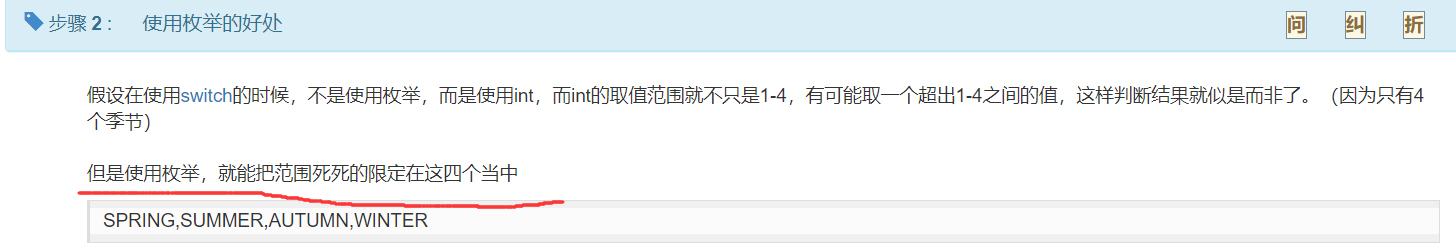 步骤 2 : 使用枚举的好处 问 纠 折
假设在使用switch的时候，不是使用枚举，而是使用int，而int的取值范围就不只是1-4，有可能取一个超出1-4之间的值，这样判断结果就似是而非了。（因为只有4
个季节）
但是使用枚举，就能把范围死死的限定在这四个当中
SPRING,SUMMER,AUTUMN,WINTER